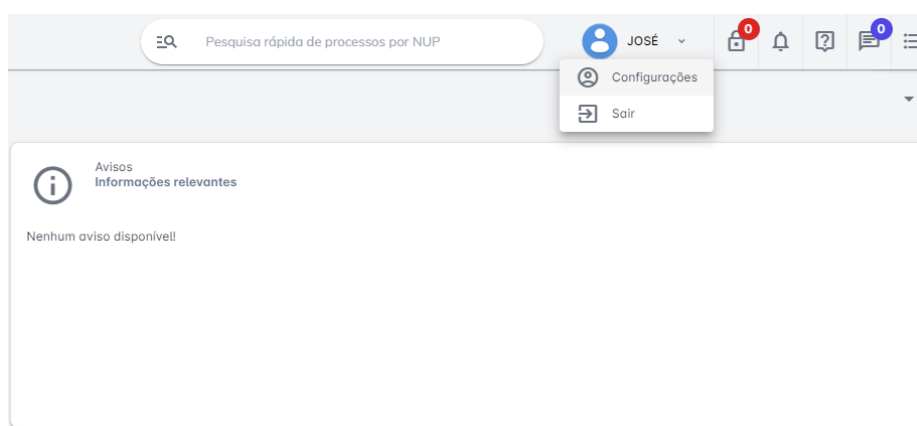 Pesquisa rápida de processos por NUP
JOSÉ
0
0
Configurações
Sair
Avisos
Informações relevantes
Nenhum aviso disponível!